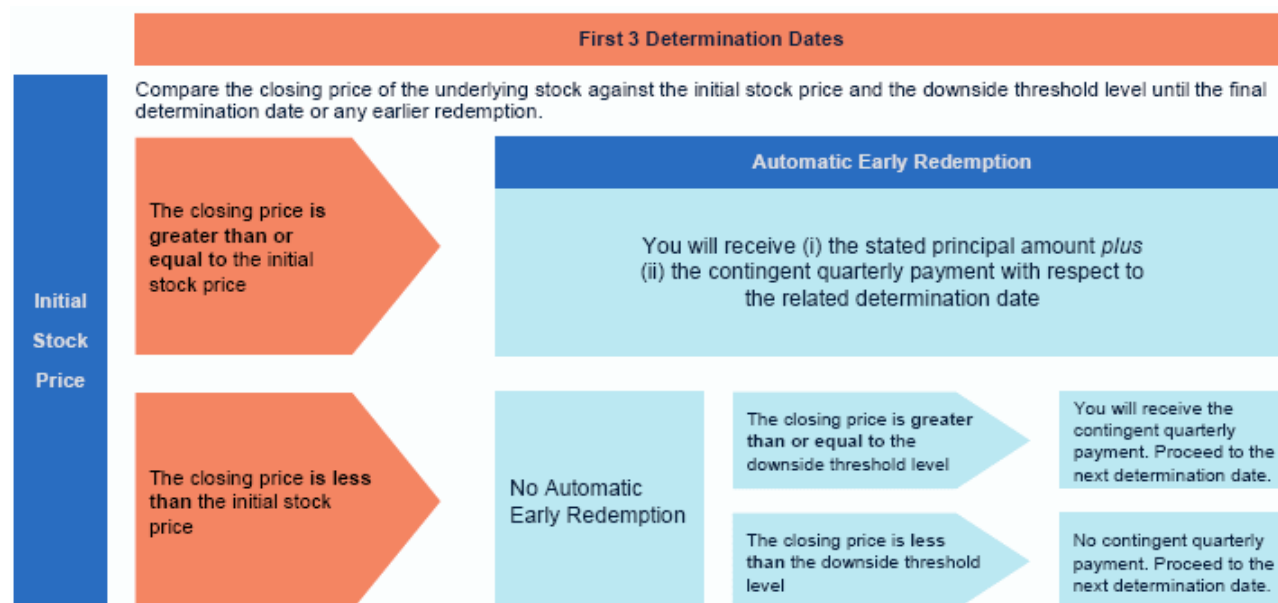 First 3 Determination Dates
Compare the closing price of the underlying stock against the initial stock price and the downside threshold level until the final
determination date or any earlier redemption.
Initial
Stock
Price
The closing price is
greater than or
equal to the initial
stock price
Automatic Early Redemption
You will receive (i) the stated principal amount plus
(ii) the contingent quarterly payment with respect to
the related determination date
The closing price is less
than the initial stock
price
No Automatic
Early Redemption
The closing price is greater
than or equal to the
downside threshold level
You will receive the
contingent quarterly
payment. Proceed to the
next determination date.
The closing price is less
than the downside threshold
level
No contingent quarterly
payment. Proceed to the
next determination date.